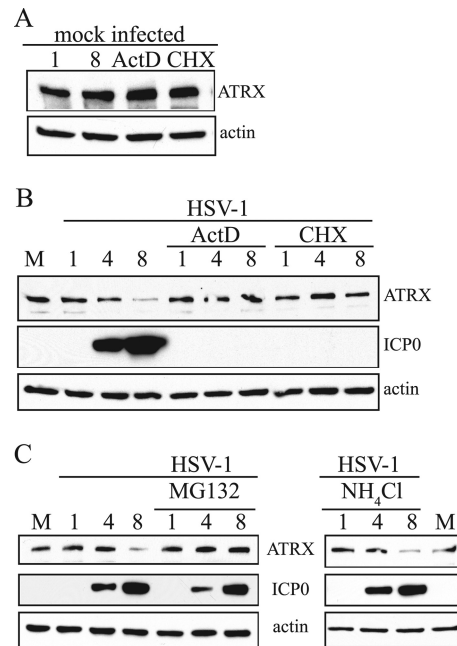 A
mock infected
1 8 ActD CHX
ATRX
actin
B
HSV-1
ActD CHX
M 1 4 8 1 4 8 1 4 8
ATRX
ICP0
actin
C
HSV-1 HSV-1
MG132 NH4Cl
M 1 4 8 1 4 8 1 4 8 M
ATRX
ICP0
actin